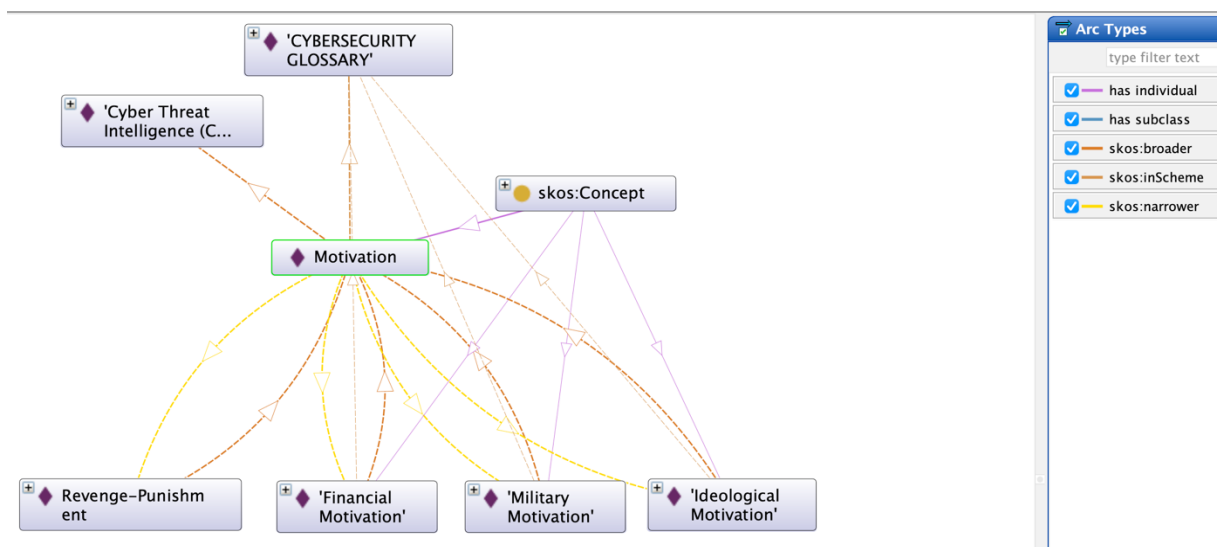 'CYBERSECURITY
GLOSSARY'
'Cyber Threat
Intelligence (C...
skos:Concept
Motivation
Revenge-Punishm
ent
'Financial
Motivation'
'Military
Motivation'
'Ideological
Motivation'
Arc Types
type filter text
has individual
has subclass
skos:broader
skos:inScheme
skos:narrower